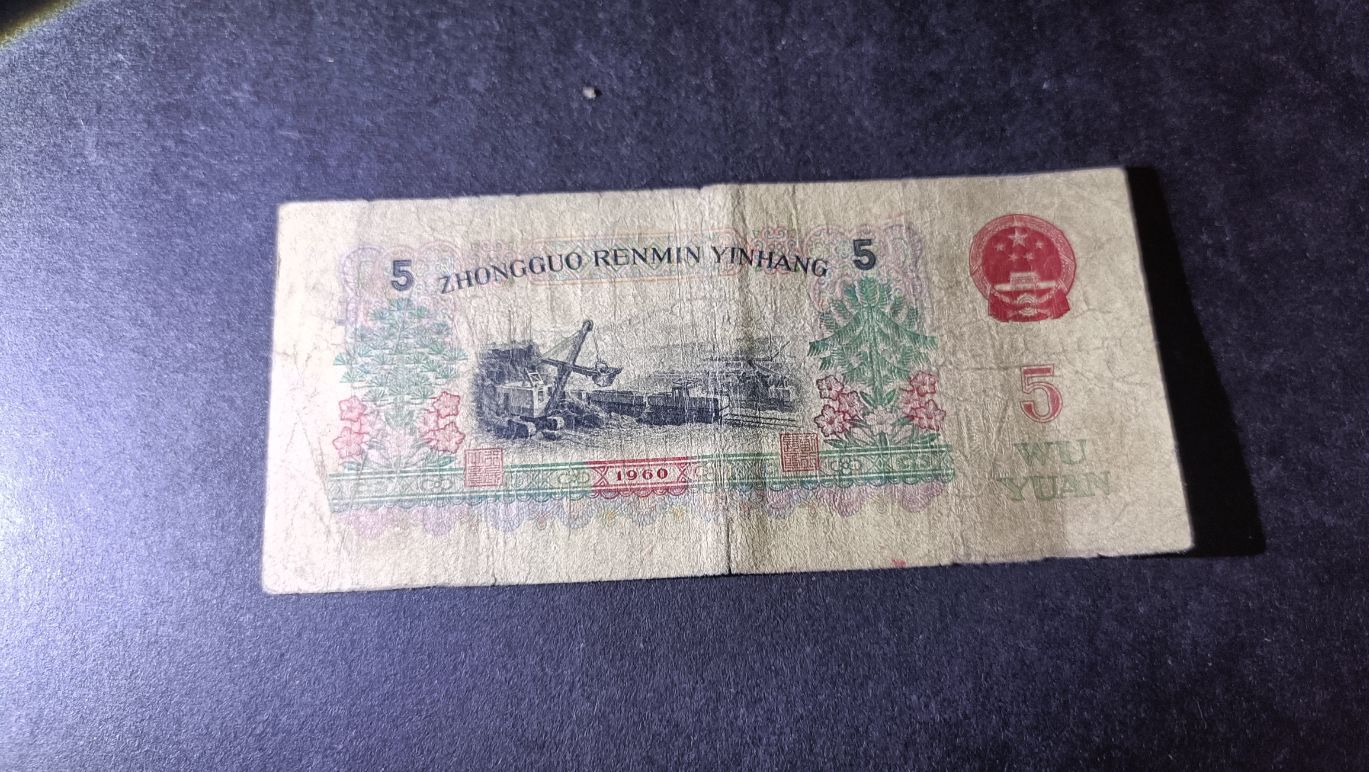 5 ZHONGGUO RENMIN YINHANG 5
5
WU
YUAN
1960